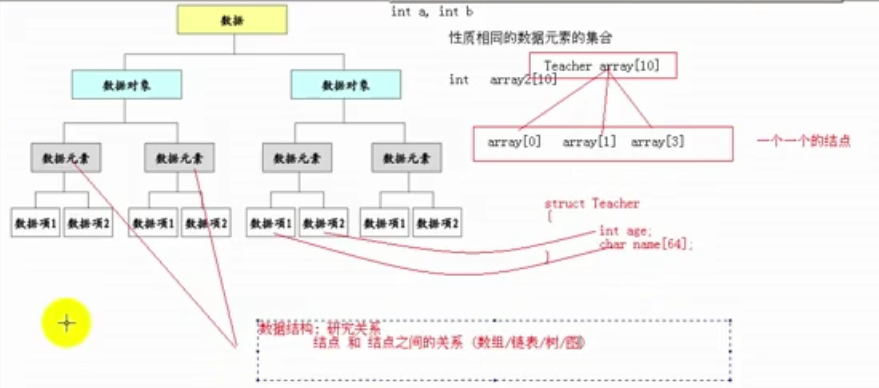 int a, int b
数据
性质相同的数据元素的集合
Teacher array[10]
数据对象 数据对象
int array2[10]
array[0] array[1] array[3]
一个一个的结点
数据元素 数据元素 数据元素 数据元素
数据项1 数据项2 数据项1 数据项2 数据项1 数据项2 数据项1 数据项2
struct Teacher
{
int age;
char name[64];
}
数据结构: 研究关系
结点 和 结点之间的关系 (数组/链表/树/图)